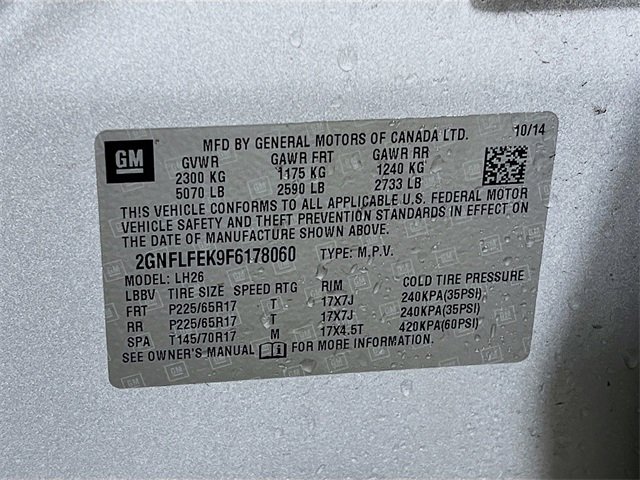 MFD BY GENERAL MOTORS OF CANADA LTD. 10/14
GM
GVWR GAWR FRT GAWR RR
2300 KG 1175 KG 1240 KG
5070 LB 2590 LB 2733 LB
THIS VEHICLE CONFORMS TO ALL APPLICABLE U.S. FEDERAL MOTOR
VEHICLE SAFETY AND THEFT PREVENTION STANDARDS IN EFFECT ON
THE DATE OF MANUFACTURE SHOWN ABOVE.
2GNFLFEK9F6178060 TYPE: M.P.V.
MODEL: LH26
LBBV TIRE SIZE SPEED RTG RIM COLD TIRE PRESSURE
FRT P225/65R17 T 17X7J 240KPA(35PSI)
RR P225/65R17 T 17X7J 240KPA(35PSI)
SPA T145/70R17 M 17X4.5T 420KPA(60PSI)
SEE OWNER'S MANUAL FOR MORE INFORMATION.